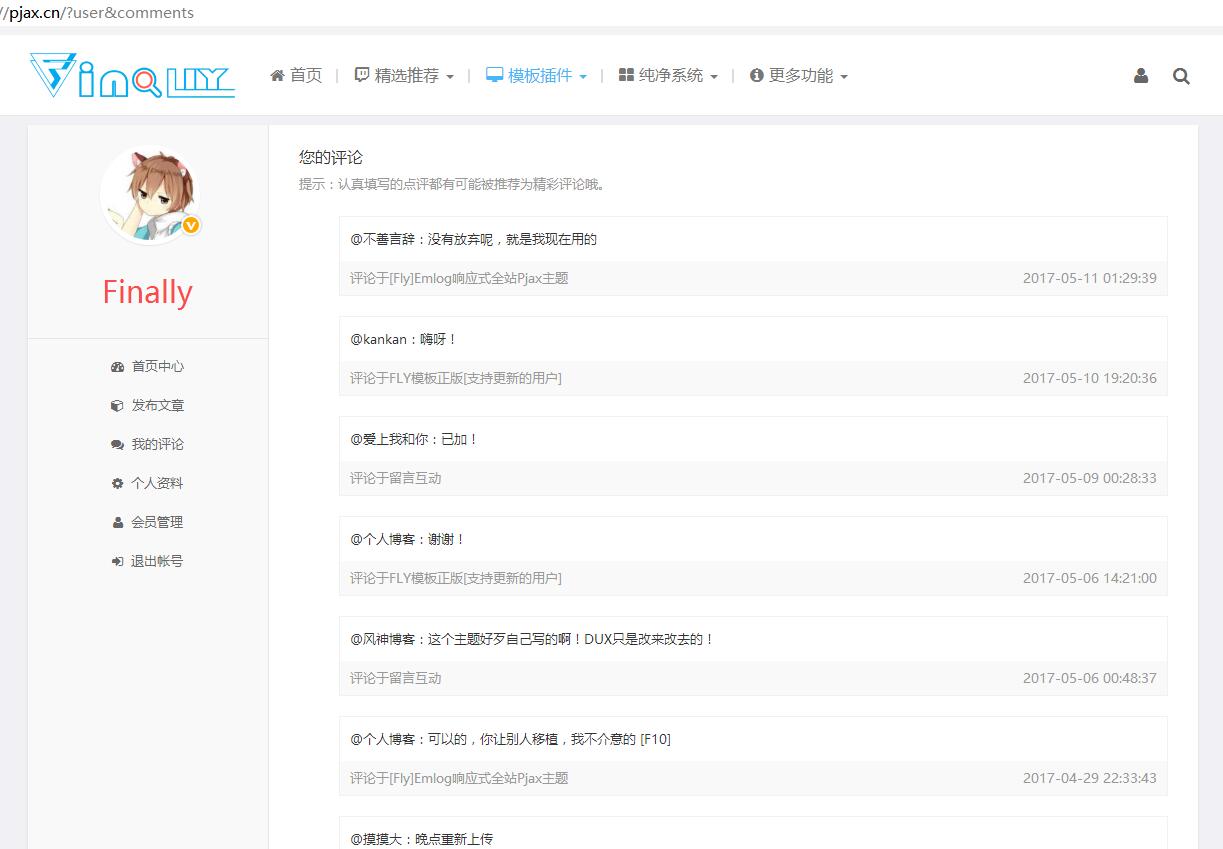 //pjax.cn/?user&comments
首页 | 精选推荐 | 模板插件 | 纯净系统 | 更多功能
您的评论
提示：认真填写的点评都有可能被推荐为精彩评论哦。
V
Finally
首页中心
发布文章
我的评论
个人资料
会员管理
退出帐号
@不善言辞：没有放弃呢，就是我现在用的
评论于[Fly]Emlog响应式全站Pjax主题 2017-05-11 01:29:39
@kankan：嗨呀！
评论于FLY模板正版[支持更新的用户] 2017-05-10 19:20:36
@爱上我和你：已加！
评论于留言互动 2017-05-09 00:28:33
@个人博客：谢谢！
评论于FLY模板正版[支持更新的用户] 2017-05-06 14:21:00
@风神博客：这个主题好歹自己写的啊！DUX只是改来改去的！
评论于留言互动 2017-05-06 00:48:37
@个人博客：可以的，你让别人移植，我不介意的 [F10]
评论于[Fly]Emlog响应式全站Pjax主题 2017-04-29 22:33:43
@摸摸大：晚点重新上传